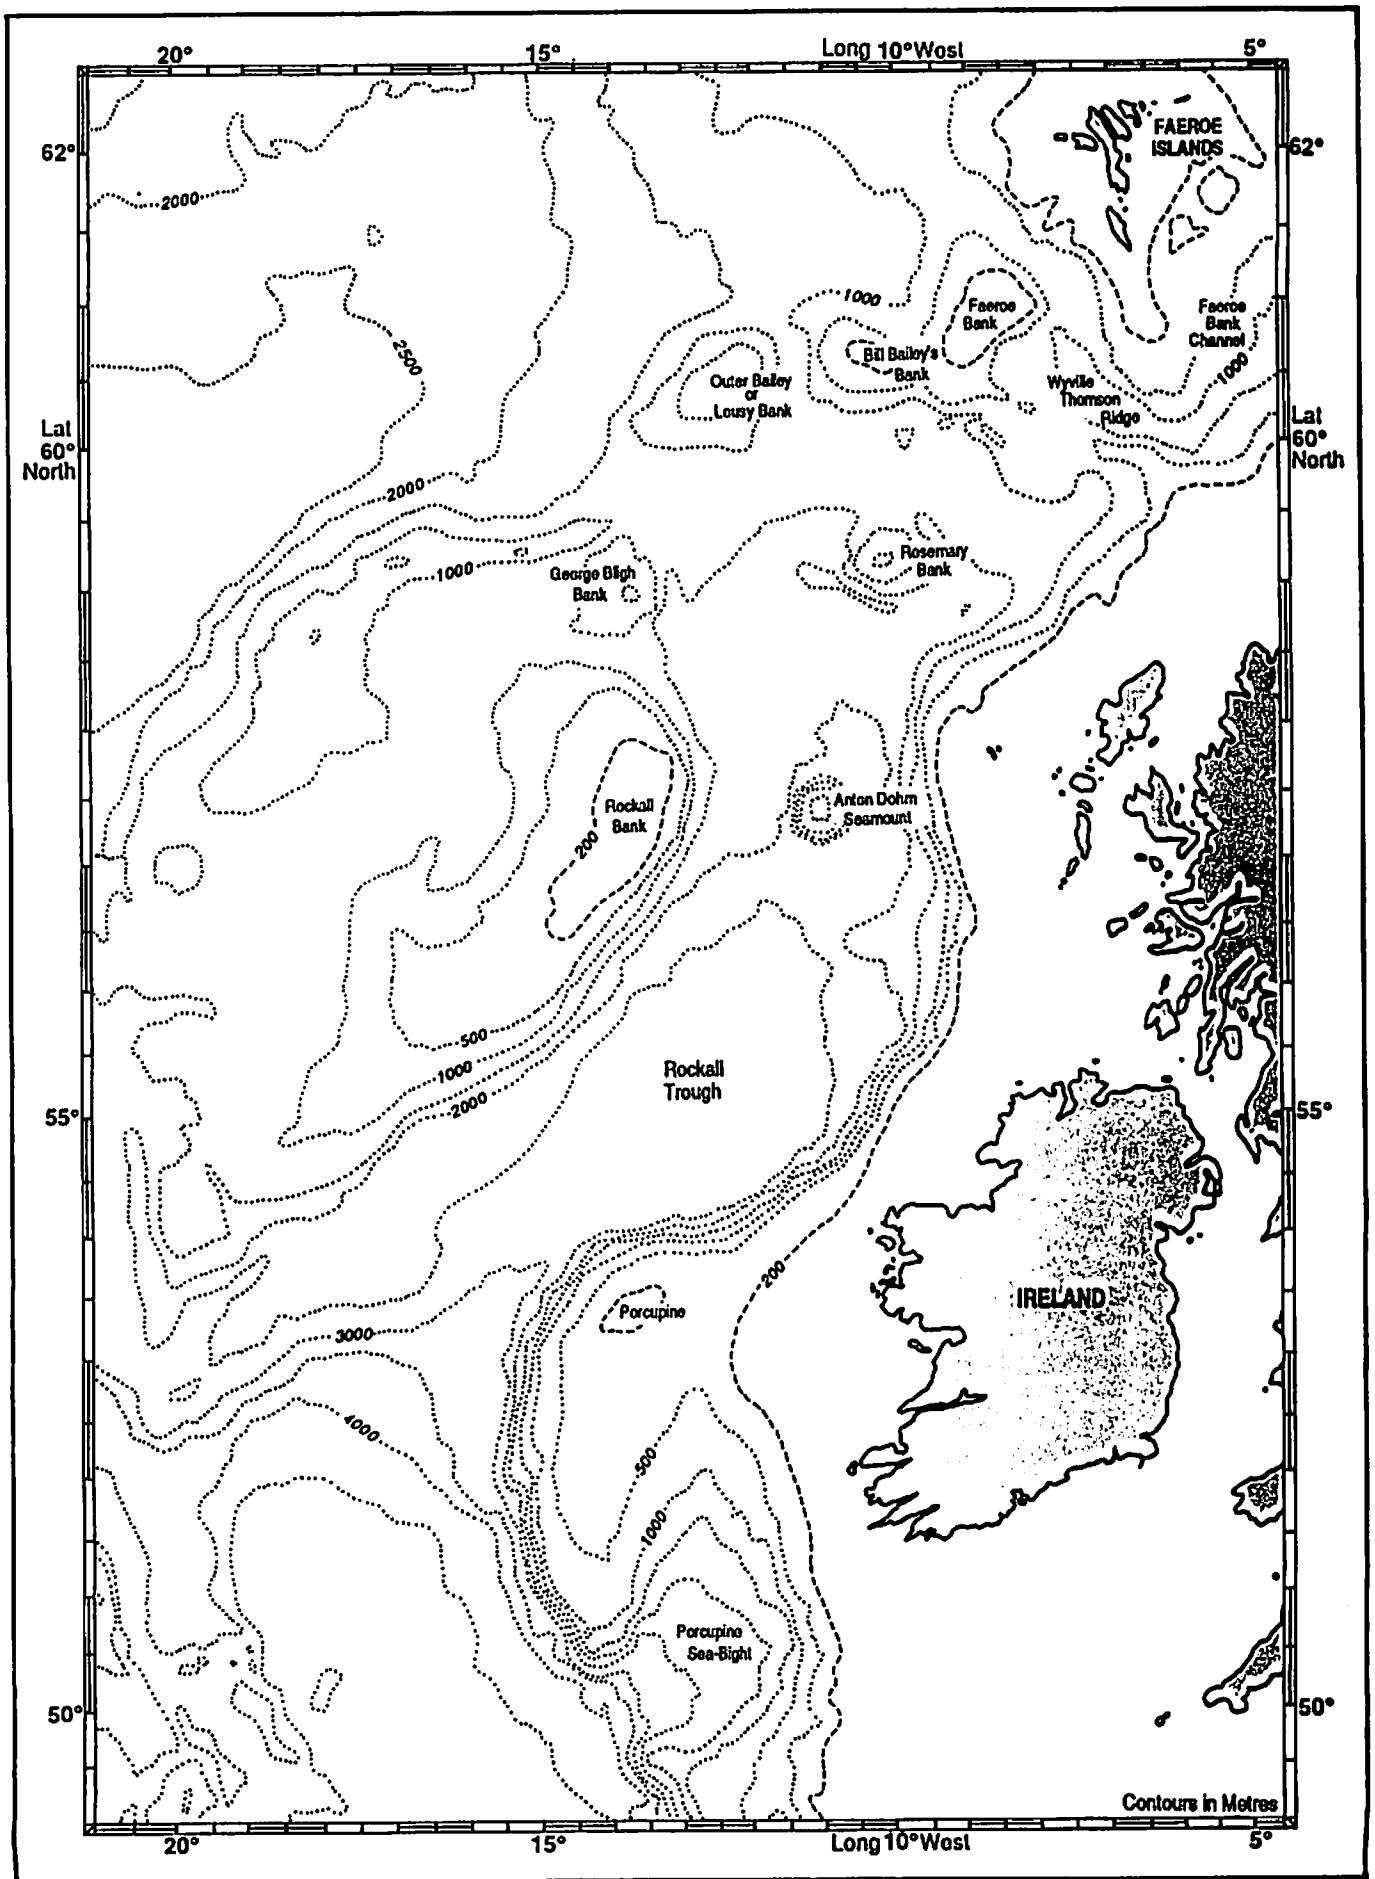 20°
15°
Long 10° West
5°
62°
FAEROE
ISLANDS
62°
2000
1000
Faeroe
Bank
Faeroe
Bank
Channel
2500
Bill Bailey's
Bank
1000
Outer Bailey
or
Lousy Bank
Wyville
Thomson
Ridge
Lat
60°
North
Lat
60°
North
2000
1000
George Bligh
Bank
Rosemary
Bank
Rockall
Bank
200
Anton Dohrn
Seamount
500
1000
2000
Rockall
Trough
55°
55°
200
Porcupine
IRELAND
3000
4000
500
1000
Porcupine
Sea-Bight
50°
50°
Contours in Metres
20°
15°
Long 10° West
5°